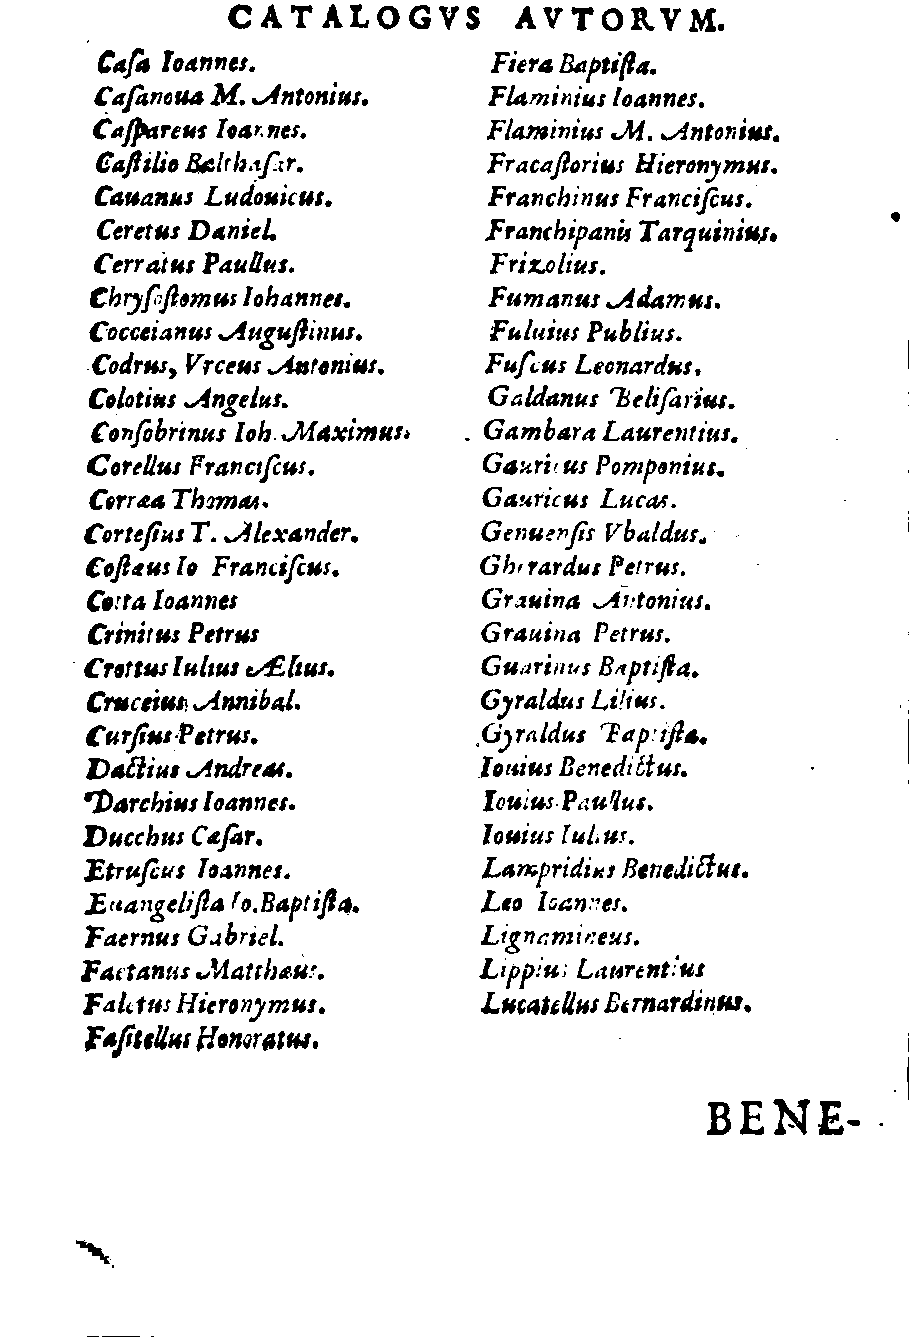 CATALOGVS AVTORVM.
Caſa Ioannes.
Caſanoua M. Antonius.
Caſpareus Ioannes.
Caſtilio Balthaſar.
Cauanus Ludouicus.
Ceretus Daniel.
Cerratus Paullus.
Chryſoſtomus Iohannes.
Cocceianus Auguſtinus.
Codrus, Vrceus Antonius.
Colotius Angelus.
Conſobrinus Ioh. Maximus.
Corellus Franciſcus.
Corræa Thomas.
Corteſius T. Alexander.
Coſtæus Io Franciſcus.
Cotta Ioannes
Crinitus Petrus
Crottus Iulius Ælius.
Cruceius Annibal.
Curſius Petrus.
Dactius Andreas.
Darchius Ioannes.
Ducchus Cæſar.
Etruſcus Ioannes.
Euangeliſta Io. Baptiſta.
Faernus Gabriel.
Faetanus Matthæus.
Faletus Hieronymus.
Faſitellus Honoratus.
Fiera Baptiſta.
Flaminius Ioannes.
Flaminius M. Antonius.
Fracaſtorius Hieronymus.
Franchinus Franciſcus.
Franchipanis Tarquinius.
Frizolius.
Fumanus Adamus.
Fuluius Publius.
Fuſcus Leonardus.
Galdanus Beliſarius.
Gambara Laurentius.
Gauricus Pomponius.
Gauricus Lucas.
Genuenſis Vbaldus.
Gherardus Petrus.
Grauina Antonius.
Grauina Petrus.
Guarinus Baptiſta.
Gyraldus Lilius.
Gyraldus Baptiſta.
Iouius Benedictus.
Iouius Paullus.
Iouius Iulius.
Lampridius Benedictus.
Leo Ioannes.
Lignamineus.
Lippius Laurentius
Lucatellus Bernardinus.
BENE-